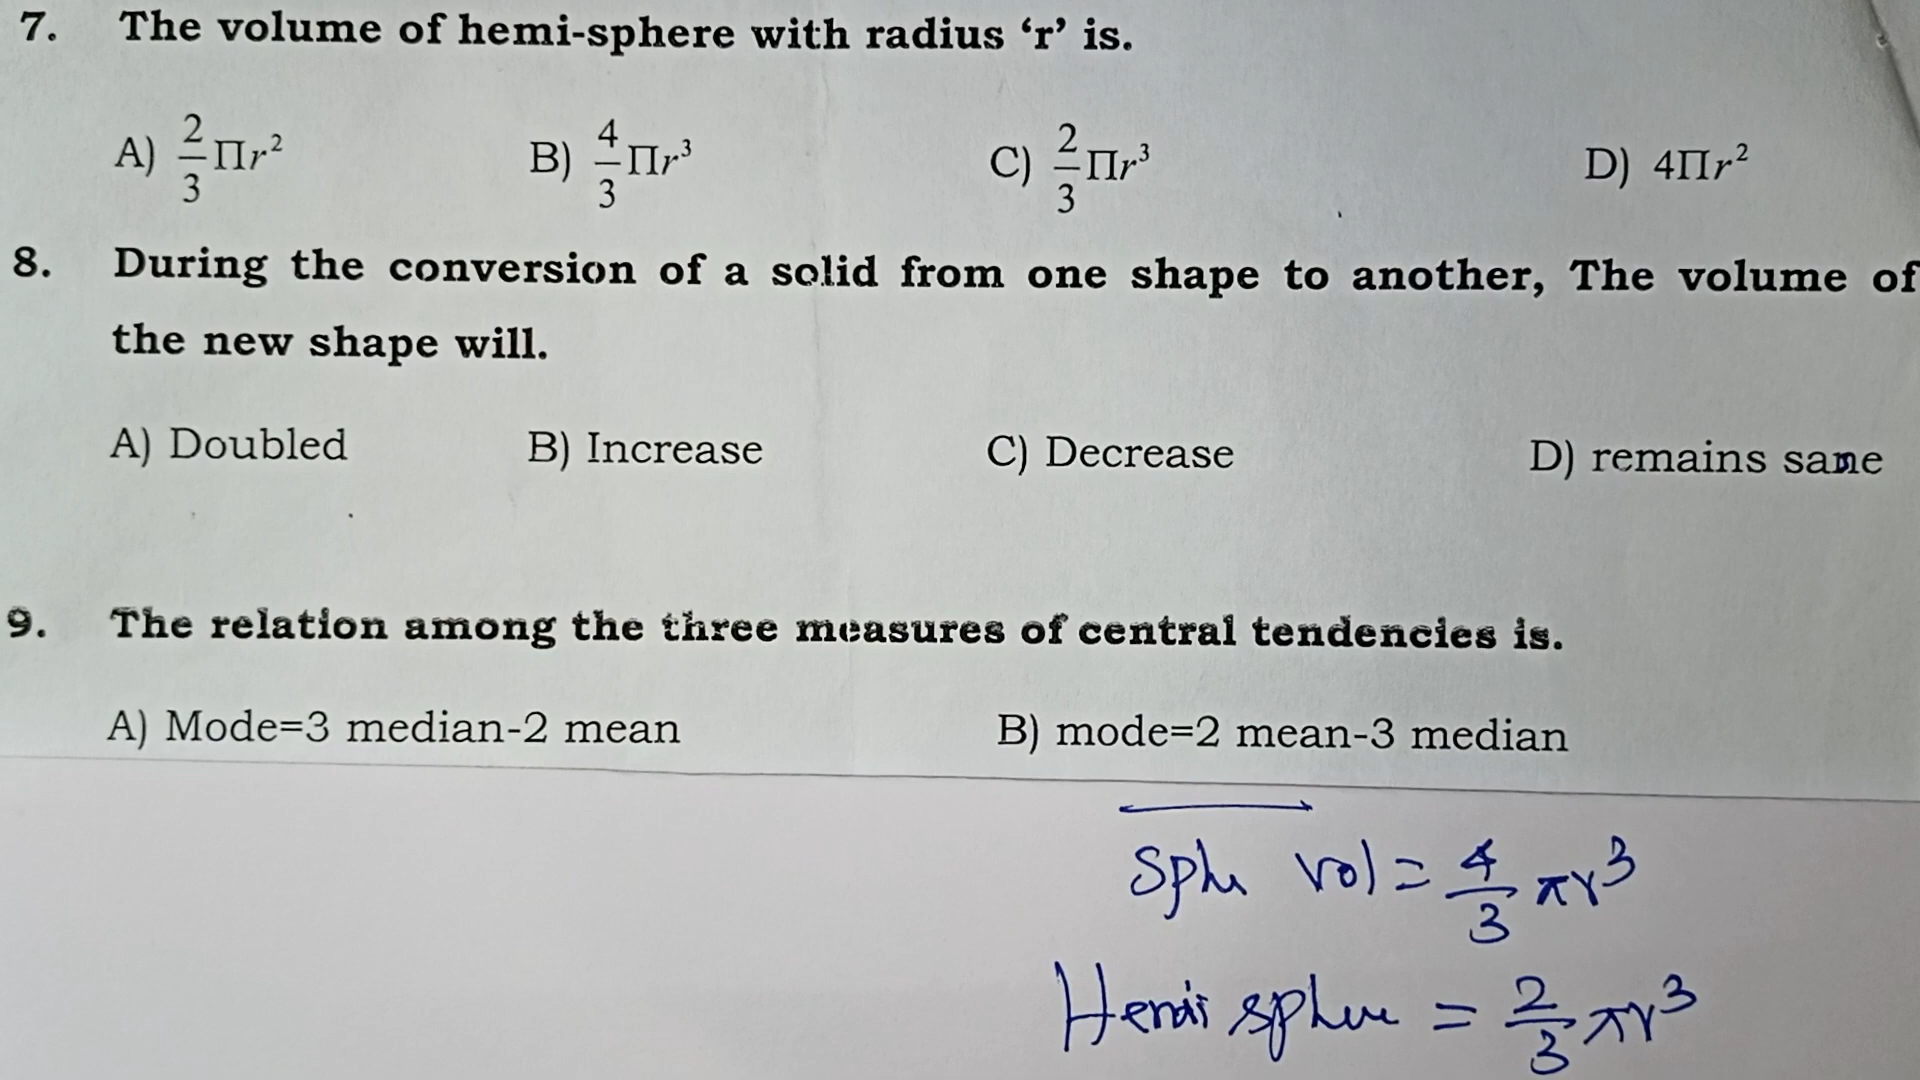 7. The volume of hemi-sphere with radius ‘r’ is.
A) 2/3 Πr² B) 4/3 Πr³ C) 2/3 Πr³ D) 4Πr²
8. During the conversion of a solid from one shape to another, The volume of
the new shape will.
A) Doubled B) Increase C) Decrease D) remains same
9. The relation among the three measures of central tendencies is.
A) Mode=3 median-2 mean B) mode=2 mean-3 median
vol = 4/3 πr³
Hemi sphere = 2/3 πr³